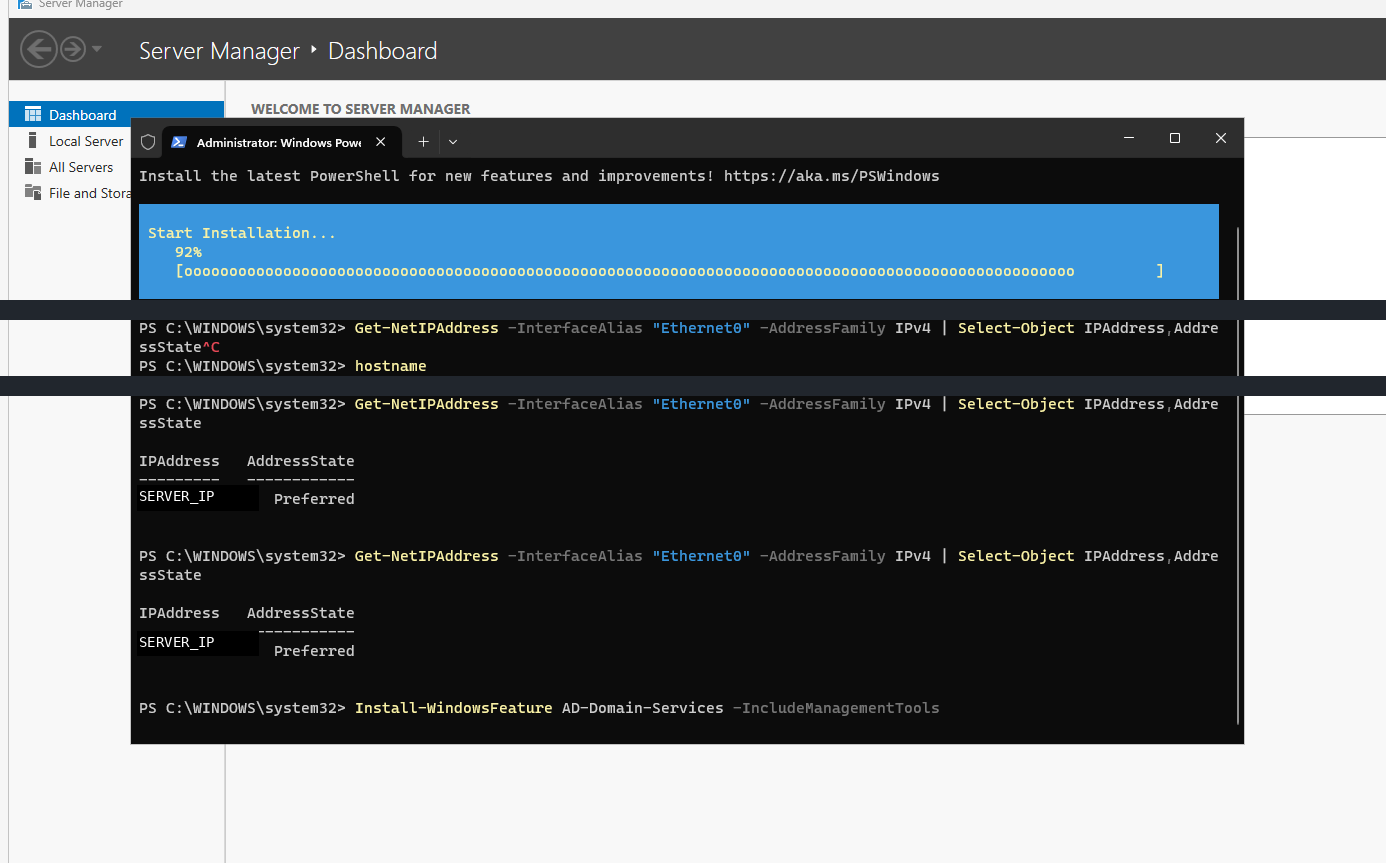 Server Manager
Server Manager ‣ Dashboard
WELCOME TO SERVER MANAGER
Dashboard
Local Server
All Servers
File and Stora
Administrator: Windows Powe
Install the latest PowerShell for new features and improvements! https://aka.ms/PSWindows
Start Installation...
92%
[ooooooooooooooooooooooooooooooooooooooooooooooooooooooooooooooooooooooooooooooooooooooooooooooooooo         ]
PS C:\WINDOWS\system32> Get-NetIPAddress -InterfaceAlias "Ethernet0" -AddressFamily IPv4 | Select-Object IPAddress,Addre
ssState^C
PS C:\WINDOWS\system32> hostname
PS C:\WINDOWS\system32> Get-NetIPAddress -InterfaceAlias "Ethernet0" -AddressFamily IPv4 | Select-Object IPAddress,Addre
ssState
IPAddress   AddressState
---------   ------------
SERVER_IP   Preferred
PS C:\WINDOWS\system32> Get-NetIPAddress -InterfaceAlias "Ethernet0" -AddressFamily IPv4 | Select-Object IPAddress,Addre
ssState
IPAddress   AddressState
-----------
SERVER_IP   Preferred
PS C:\WINDOWS\system32> Install-WindowsFeature AD-Domain-Services -IncludeManagementTools